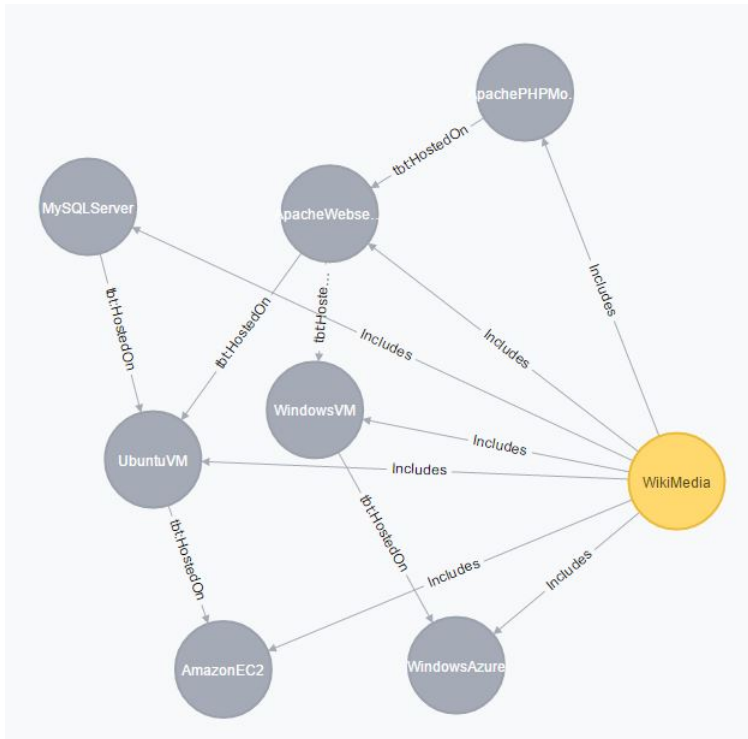 ApachePHPMo...
tbt:HostedOn
MySQLServer
ApacheWebse...
Includes
tbt:HostedOn
tbt:HostedOn
tbt:Hoste...
Includes
Includes
WindowsVM
Includes
UbuntuVM
Includes
WikiMedia
tbt:HostedOn
tbt:HostedOn
Includes
Includes
AmazonEC2
WindowsAzure